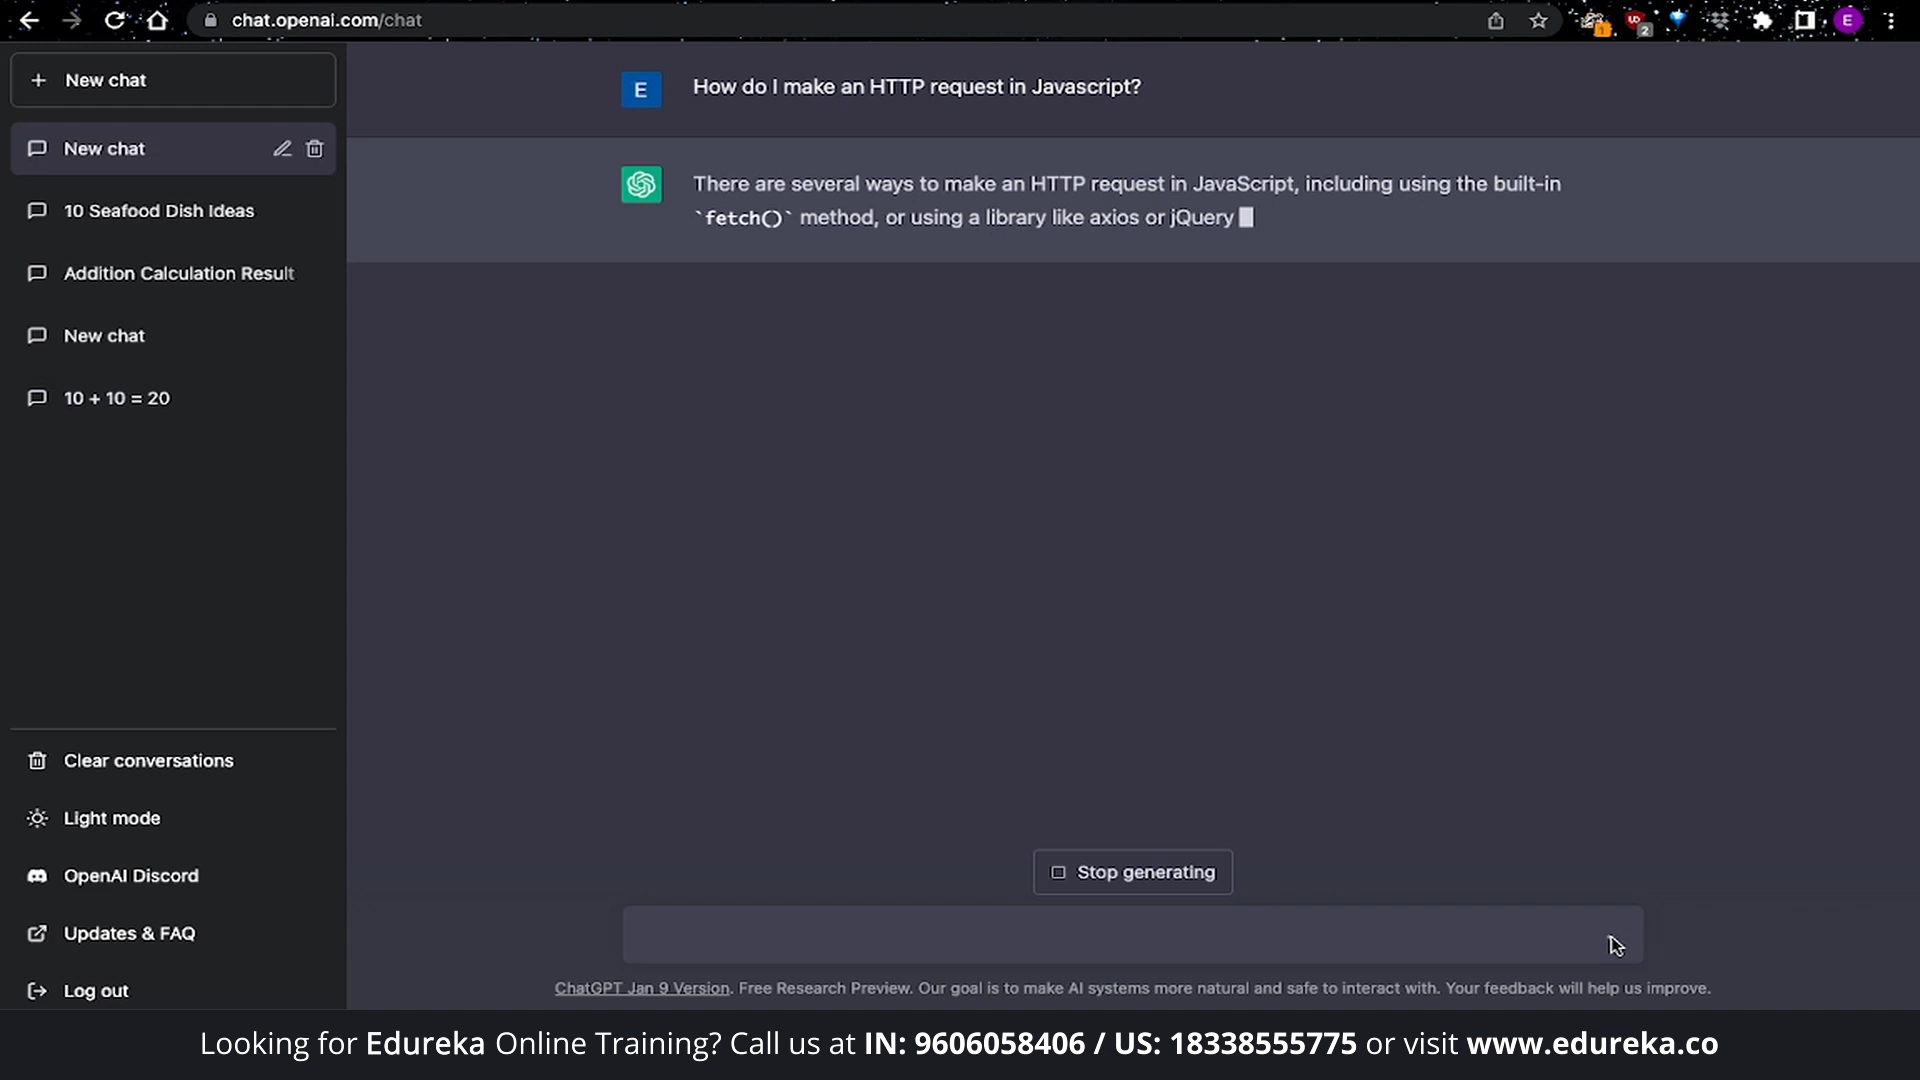 chat.openai.com/chat
1
UD
2
E
New chat
New chat
10 Seafood Dish Ideas
Addition Calculation Result
New chat
10 + 10 = 20
Clear conversations
Light mode
OpenAI Discord
Updates & FAQ
Log out
E
How do I make an HTTP request in Javascript?
There are several ways to make an HTTP request in JavaScript, including using the built-in
`fetch()` method, or using a library like axios or jQuery
Stop generating
ChatGPT Jan 9 Version. Free Research Preview. Our goal is to make AI systems more natural and safe to interact with. Your feedback will help us improve.
Looking for Edureka Online Training? Call us at IN: 9606058406 / US: 18338555775 or visit www.edureka.co